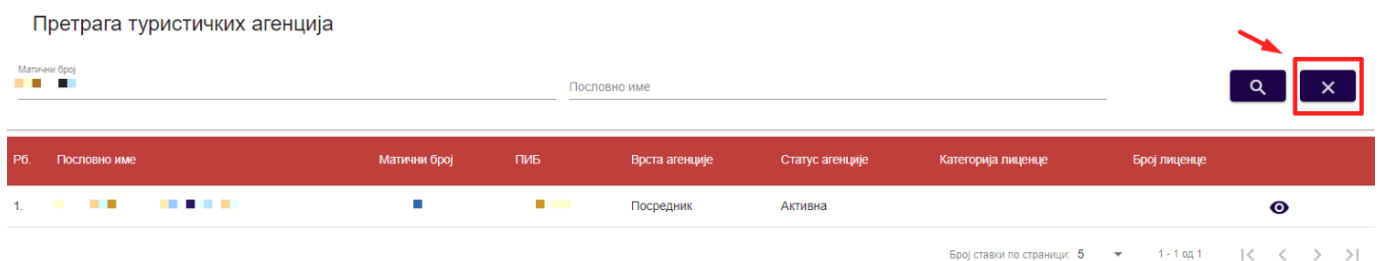 Претрага туристичких агенција
Матични број
Пословно име
Рб. Пословно име Матични број ПИБ Врста агенције Статус агенције Категорија лиценце Број лиценце
1. Посредник Активна
Број ставки по страници: 5 1 - 1 од 1